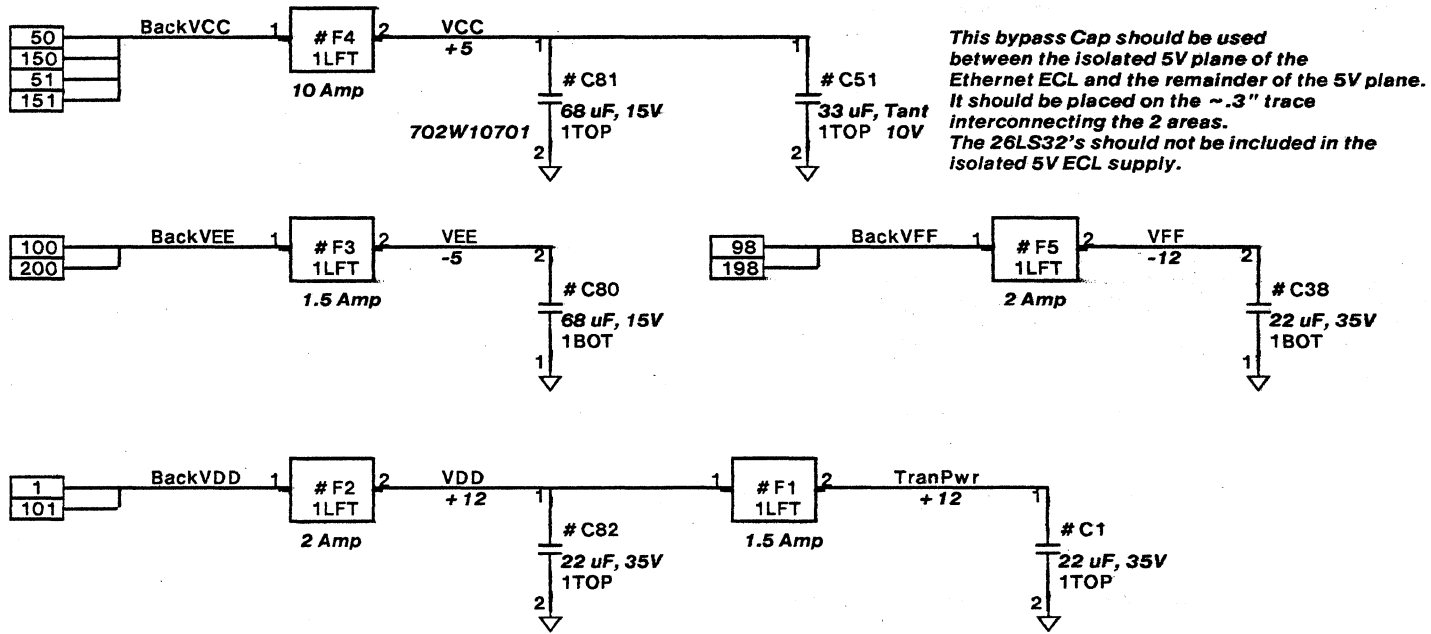 50
150
51
151
BackVCC
1
#F4
1LFT
2
10 Amp
VCC
+5
1
#C81
68 uF, 15V
702W10701
1TOP
2
1
#C51
33 uF, Tant
1TOP 10V
2
This bypass Cap should be used
between the isolated 5V plane of the
Ethernet ECL and the remainder of the 5V plane.
It should be placed on the ~.3" trace
interconnecting the 2 areas.
The 26LS32's should not be included in the
isolated 5V ECL supply.
100
200
BackVEE
1
#F3
1LFT
2
1.5 Amp
VEE
-5
2
#C80
68 uF, 15V
1BOT
1
98
198
BackVFF
1
#F5
1LFT
2
2 Amp
VFF
-12
2
#C38
22 uF, 35V
1BOT
1
1
101
BackVDD
1
#F2
1LFT
2
2 Amp
VDD
+12
1
#C82
22 uF, 35V
1TOP
2
1
#F1
1LFT
2
1.5 Amp
TranPwr
+12
1
#C1
22 uF, 35V
1TOP
2